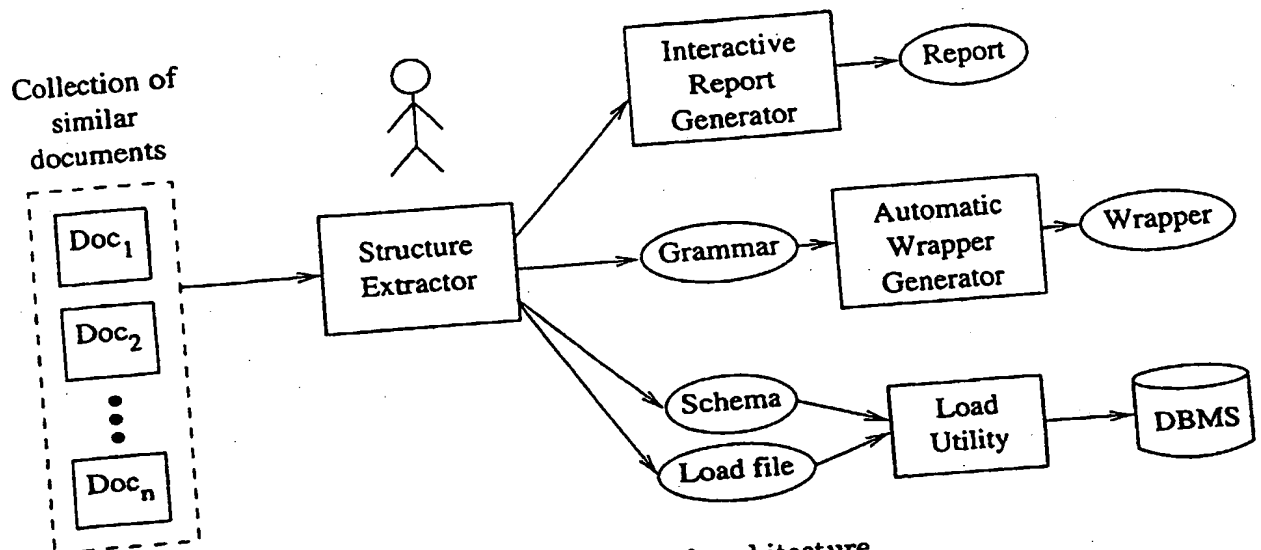 Collection of
similar
documents
Doc1
Doc2
Docn
Structure
Extractor
Interactive
Report
Generator
Report
Grammar
Automatic
Wrapper
Generator
Wrapper
Schema
Load file
Load
Utility
DBMS